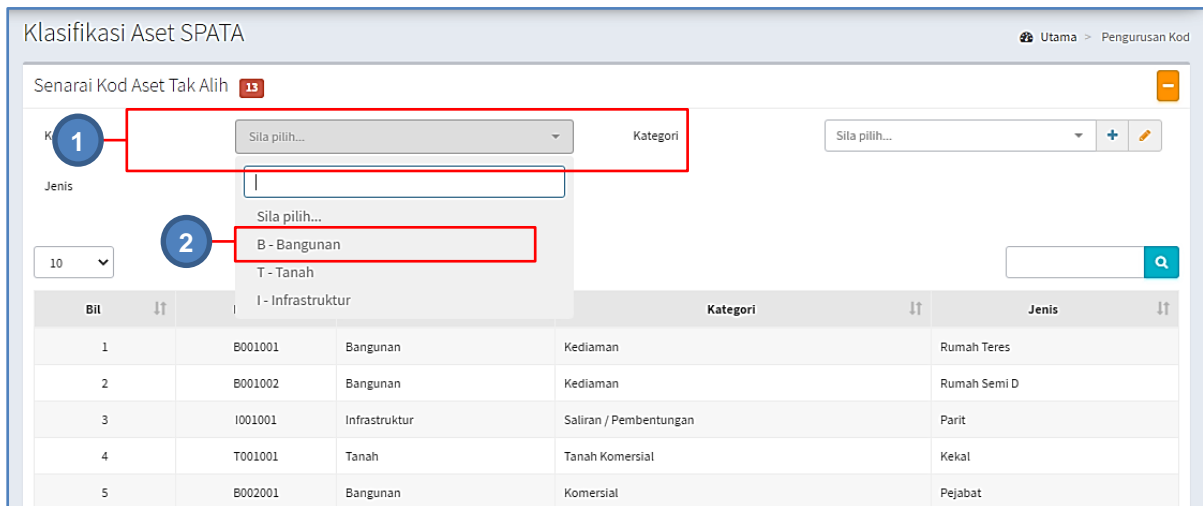 Klasifikasi Aset SPATA
Utama > Pengurusan Kod
Senarai Kod Aset Tak Alih 13
1 Sila pilih... Kategori Sila pilih...
Jenis
Sila pilih...
2 B - Bangunan
T - Tanah
I - Infrastruktur
10
Bil Kategori Jenis
1 B001001 Bangunan Kediaman Rumah Teres
2 B001002 Bangunan Kediaman Rumah Semi D
3 I001001 Infrastruktur Saliran / Pembentungan Parit
4 T001001 Tanah Tanah Komersial Kekal
5 B002001 Bangunan Komersial Pejabat